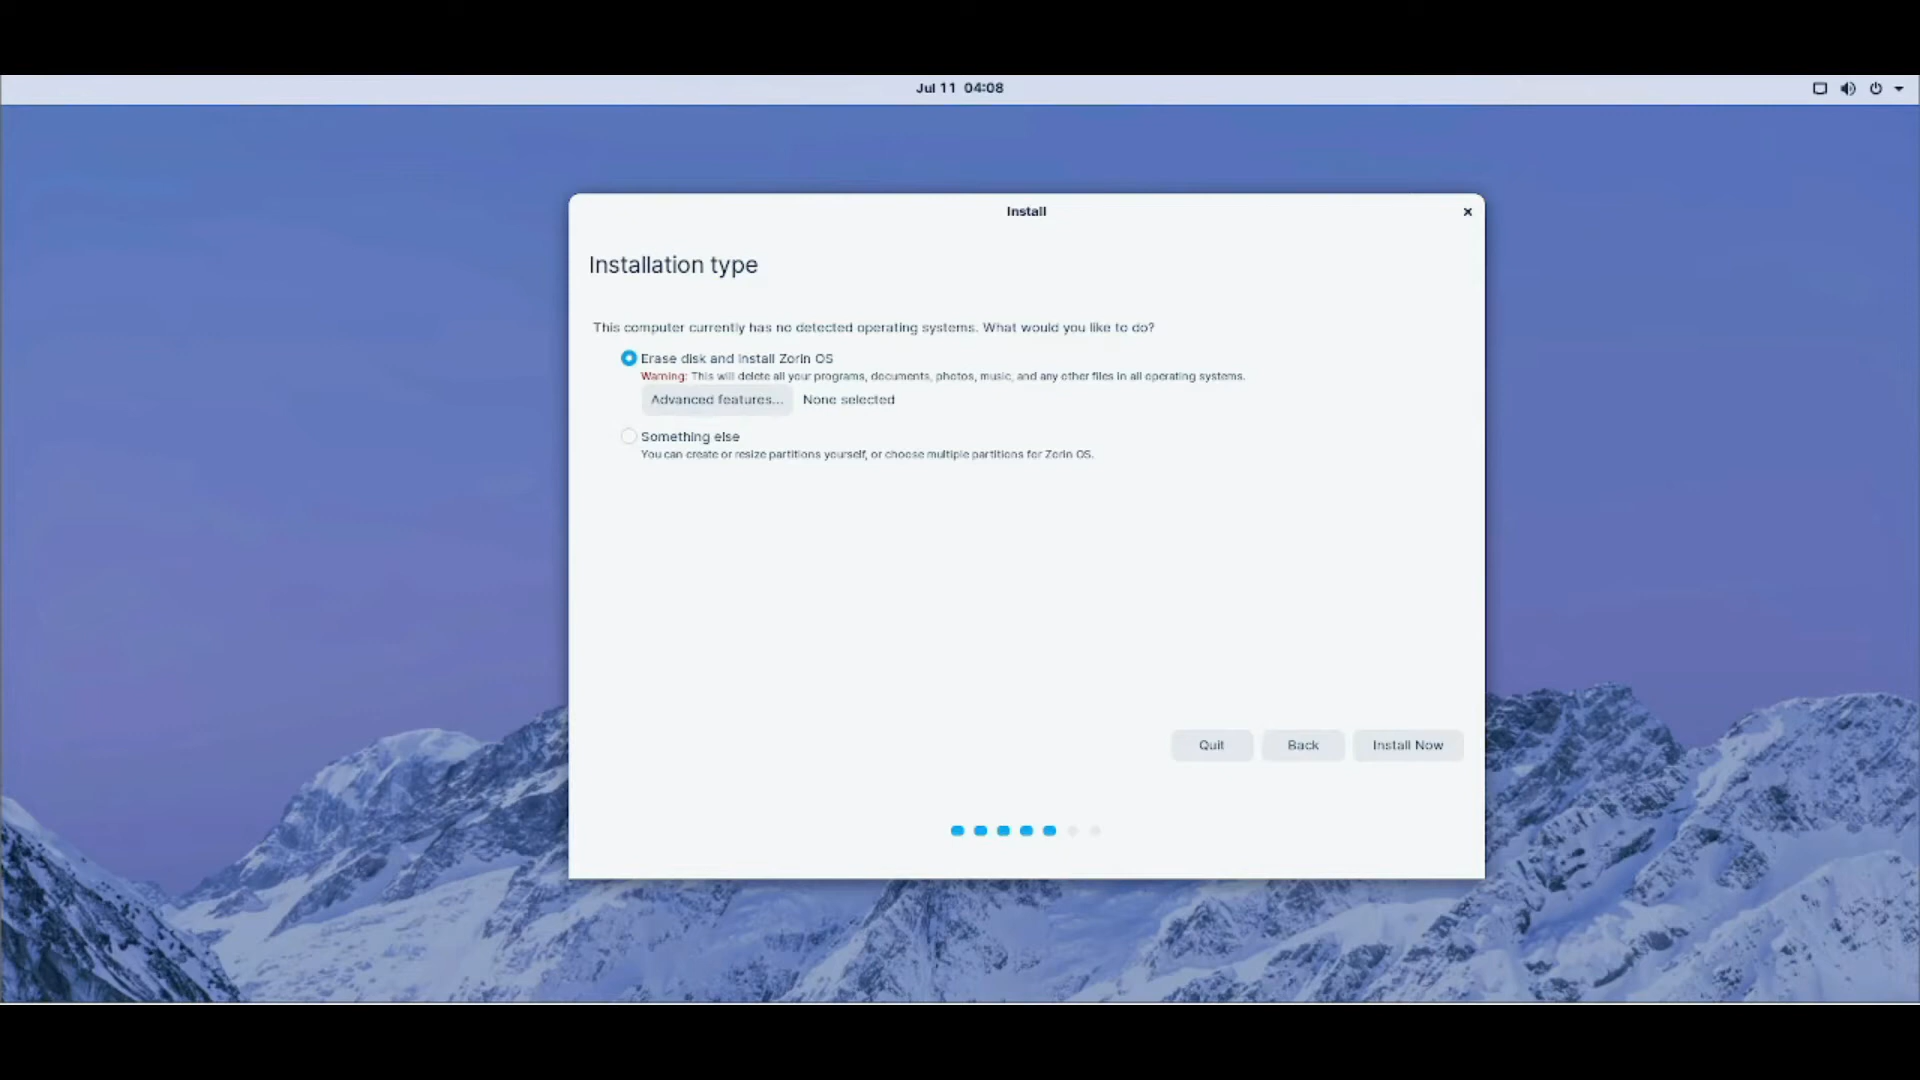 Jul 11 04:08
Install
Installation type
This computer currently has no detected operating systems. What would you like to do?
Erase disk and install Zorin OS
Warning: This will delete all your programs, documents, photos, music, and any other files in all operating systems.
Advanced features... None selected
Something else
You can create or resize partitions yourself, or choose multiple partitions for Zorin OS.
Quit Back Install Now